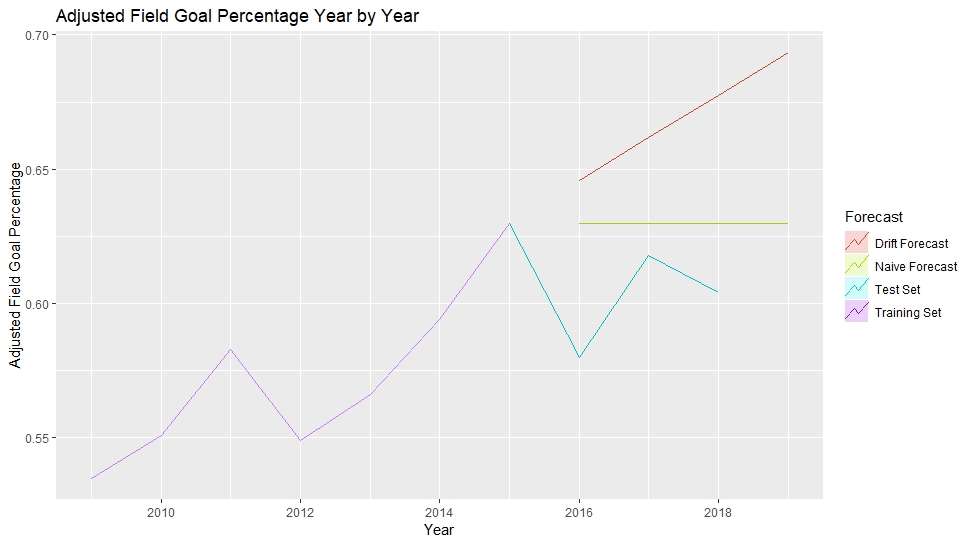 Adjusted Field Goal Percentage Year by Year
Adjusted Field Goal Percentage
0.70
0.65
0.60
0.55
2010
2012
2014
2016
2018
Year
Forecast
Drift Forecast
Naive Forecast
Test Set
Training Set